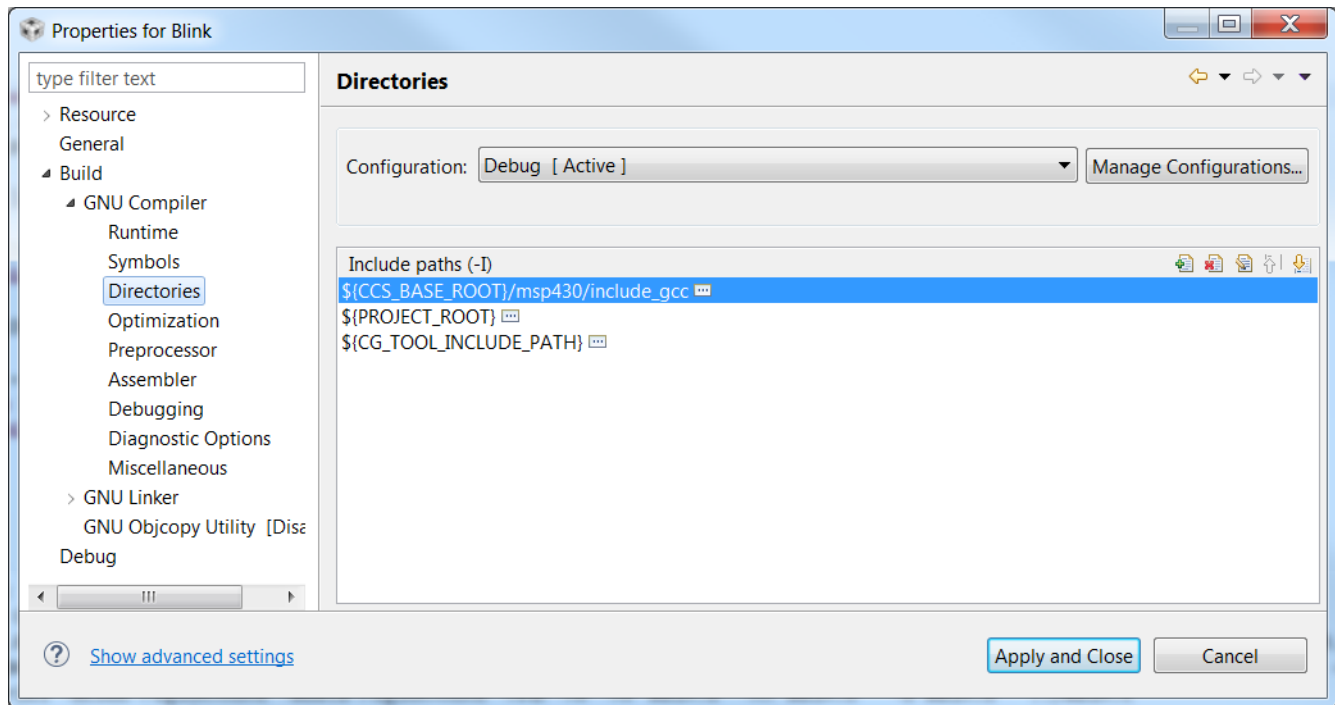 Properties for Blink
type filter text
Resource
General
Build
GNU Compiler
Runtime
Symbols
Directories
Optimization
Preprocessor
Assembler
Debugging
Diagnostic Options
Miscellaneous
GNU Linker
GNU Objcopy Utility [Disa
Debug
Directories
Configuration: Debug [ Active ] Manage Configurations...
Include paths (-I)
${CCS_BASE_ROOT}/msp430/include_gcc
${PROJECT_ROOT}
${CG_TOOL_INCLUDE_PATH}
Show advanced settings
Apply and Close Cancel